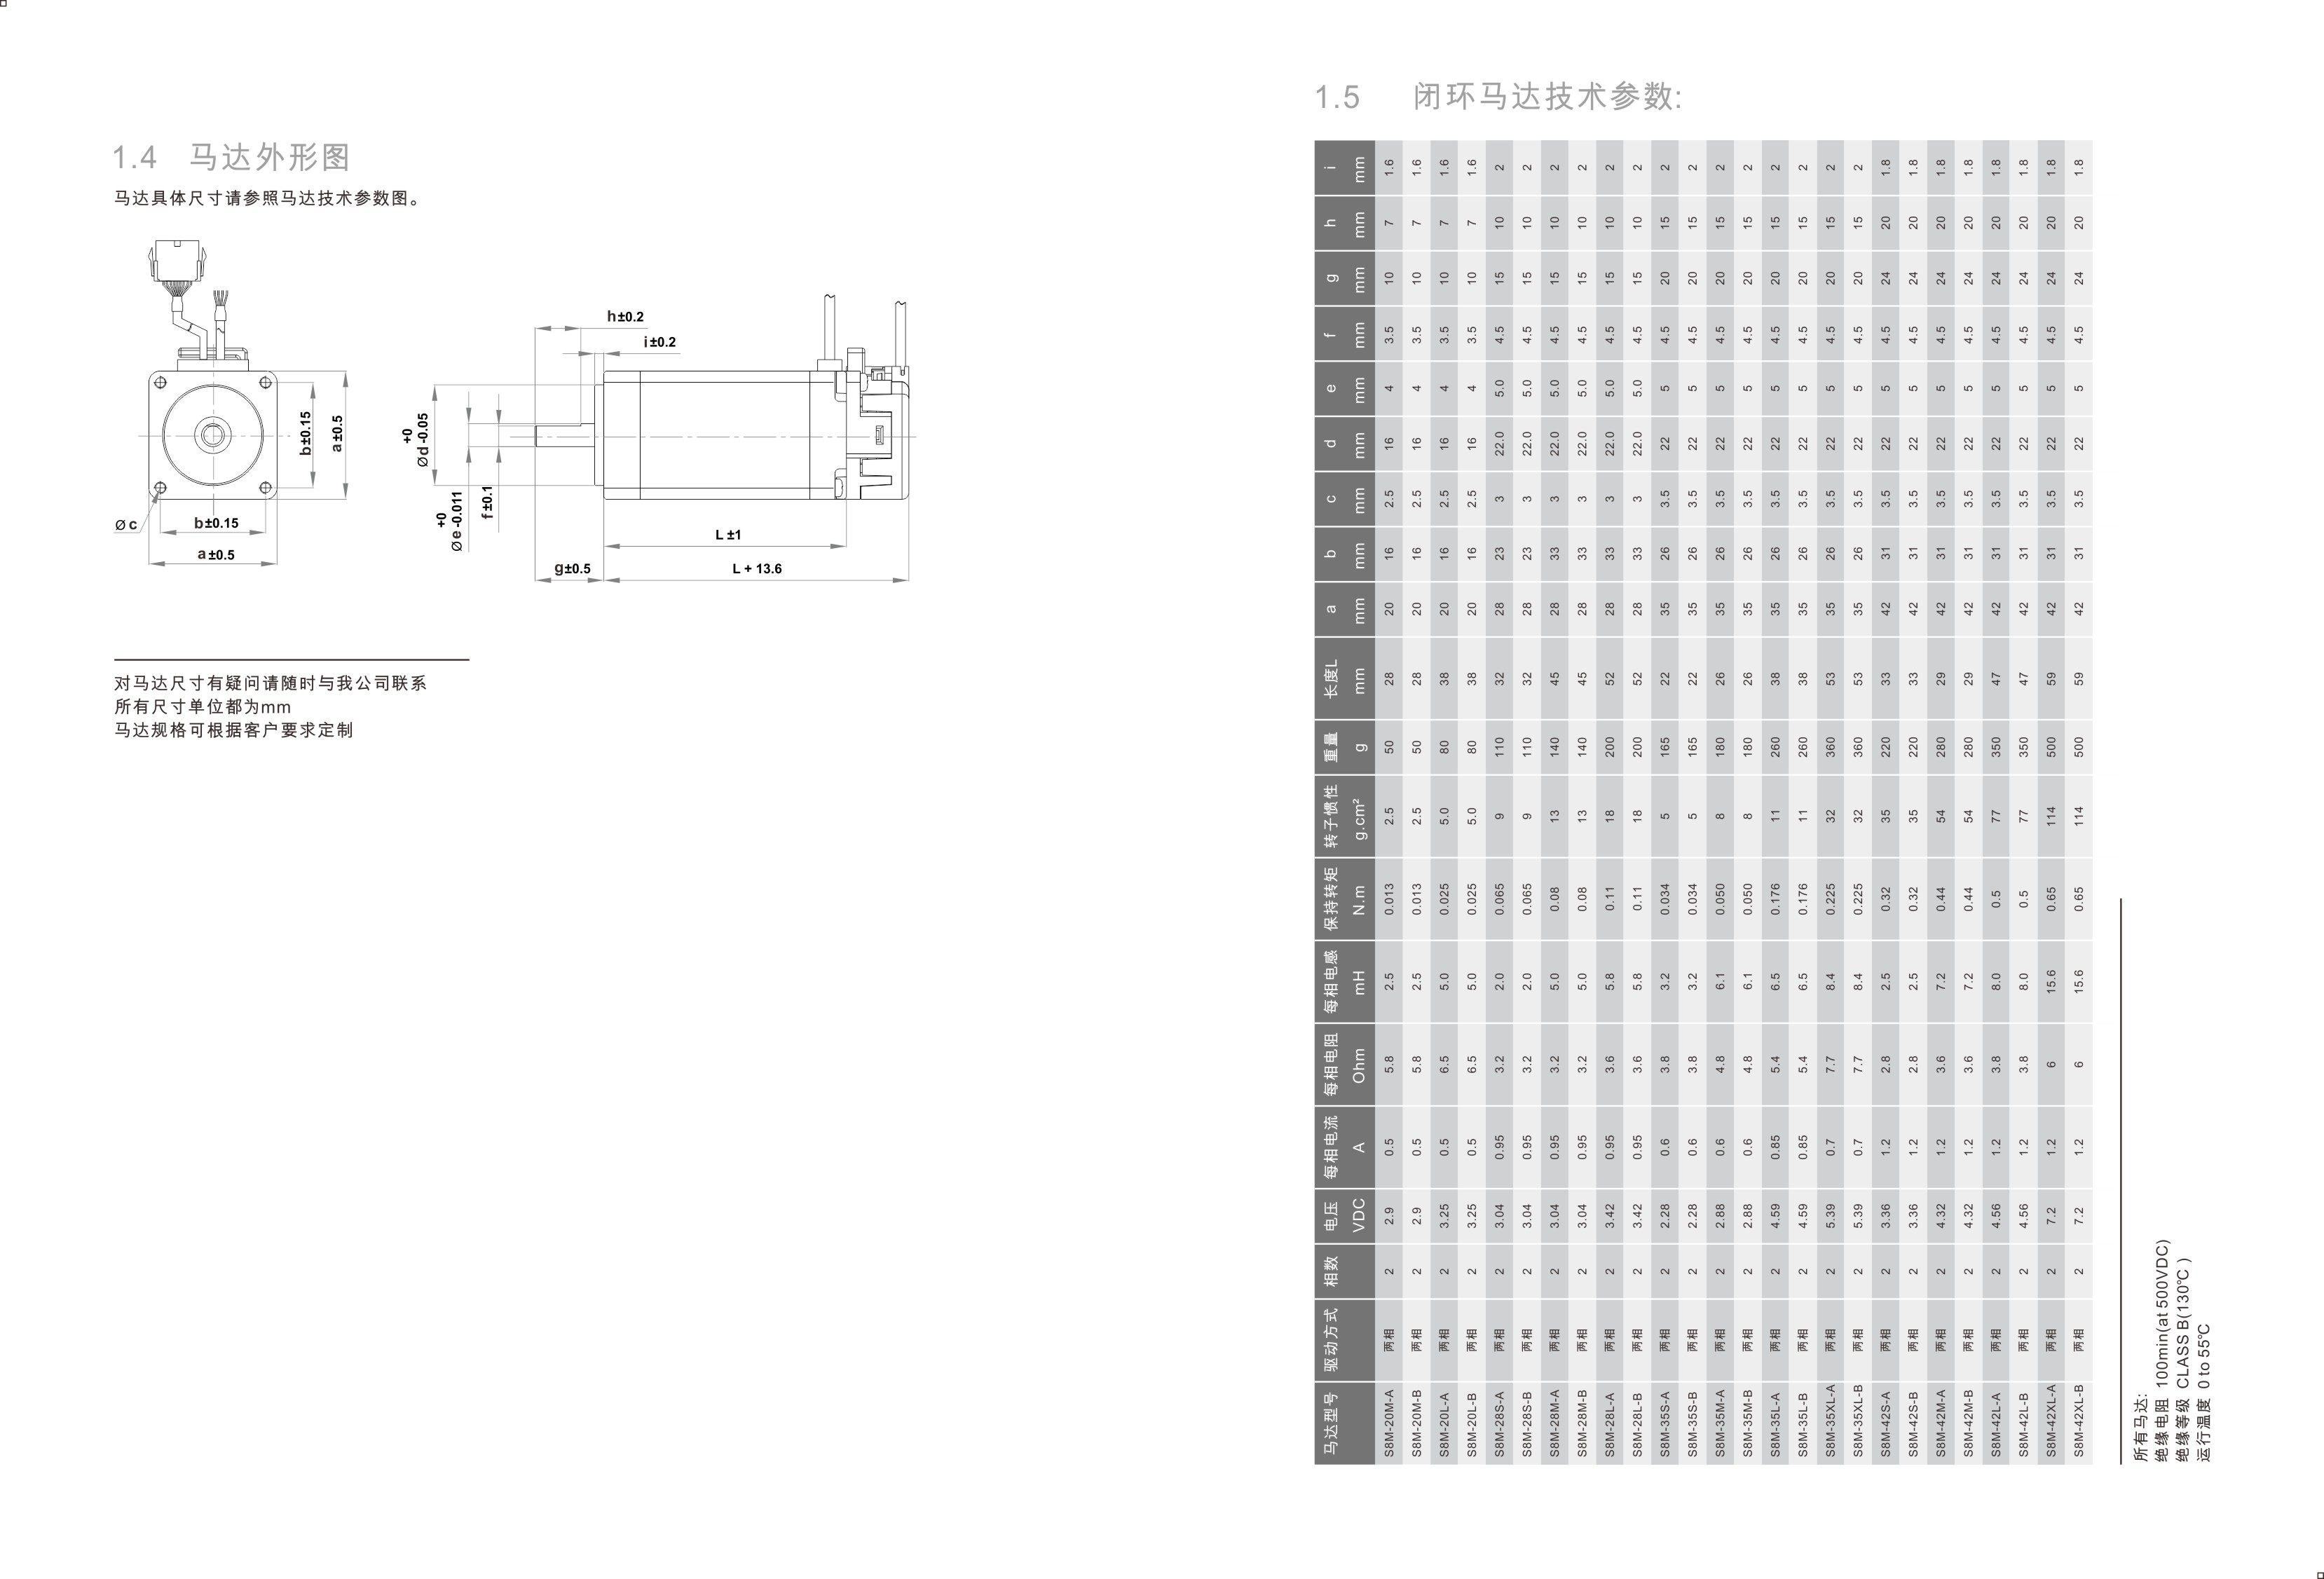 1.4 马达外形图
马达具体尺寸请参照马达技术参数图。
h±0.2
i±0.2
b±0.15
a±0.5
Øc
b±0.15
a±0.5
+0
Ød-0.05
+0
Øe-0.011
f±0.1
L±1
g±0.5
L + 13.6
对马达尺寸有疑问请随时与我公司联系
所有尺寸单位都为mm
马达规格可根据客户要求定制
1.5 闭环马达技术参数:
马达型号 驱动方式 相数 电压 每相电流 每相电阻 每相电感 保持转矩 转子惯性 重量 长度L a b c d e f g h i
VDC A Ohm mH N.m g.cm² g mm mm mm mm mm mm mm mm mm mm
S8M-20M-A 两相 2 2.9 0.5 5.8 2.5 0.013 2.5 50 28 20 16 2.5 16 4 3.5 10 7 1.6
S8M-20M-B 两相 2 2.9 0.5 5.8 2.5 0.013 2.5 50 28 20 16 2.5 16 4 3.5 10 7 1.6
S8M-20L-A 两相 2 3.25 0.5 6.5 5.0 0.025 5.0 80 38 20 16 2.5 16 4 3.5 10 7 1.6
S8M-20L-B 两相 2 3.25 0.5 6.5 5.0 0.025 5.0 80 38 20 16 2.5 16 4 3.5 10 7 1.6
S8M-28S-A 两相 2 3.04 0.95 3.2 2.0 0.065 9 110 32 28 23 3 22.0 5.0 4.5 15 10 2
S8M-28S-B 两相 2 3.04 0.95 3.2 2.0 0.065 9 110 32 28 23 3 22.0 5.0 4.5 15 10 2
S8M-28M-A 两相 2 3.04 0.95 3.2 5.0 0.08 13 140 45 28 33 3 22.0 5.0 4.5 15 10 2
S8M-28M-B 两相 2 3.04 0.95 3.2 5.0 0.08 13 140 45 28 33 3 22.0 5.0 4.5 15 10 2
S8M-28L-A 两相 2 3.42 0.95 3.6 5.8 0.11 18 200 52 28 33 3 22.0 5.0 4.5 15 10 2
S8M-28L-B 两相 2 3.42 0.95 3.6 5.8 0.11 18 200 52 28 33 3 22.0 5.0 4.5 15 10 2
S8M-35S-A 两相 2 2.28 0.6 3.8 3.2 0.034 5 165 22 35 26 3.5 22 5 4.5 20 15 2
S8M-35S-B 两相 2 2.28 0.6 3.8 3.2 0.034 5 165 22 35 26 3.5 22 5 4.5 20 15 2
S8M-35M-A 两相 2 2.88 0.6 4.8 6.1 0.050 8 180 26 35 26 3.5 22 5 4.5 20 15 2
S8M-35M-B 两相 2 2.88 0.6 4.8 6.1 0.050 8 180 26 35 26 3.5 22 5 4.5 20 15 2
S8M-35L-A 两相 2 4.59 0.85 5.4 6.5 0.176 11 260 38 35 26 3.5 22 5 4.5 20 15 2
S8M-35L-B 两相 2 4.59 0.85 5.4 6.5 0.176 11 260 38 35 26 3.5 22 5 4.5 20 15 2
S8M-35XL-A 两相 2 5.39 0.7 7.7 8.4 0.225 32 360 53 35 26 3.5 22 5 4.5 20 15 2
S8M-35XL-B 两相 2 5.39 0.7 7.7 8.4 0.225 32 360 53 35 26 3.5 22 5 4.5 20 15 2
S8M-42S-A 两相 2 3.36 1.2 2.8 2.5 0.32 35 220 33 42 31 3.5 22 5 4.5 24 20 1.8
S8M-42S-B 两相 2 3.36 1.2 2.8 2.5 0.32 35 220 33 42 31 3.5 22 5 4.5 24 20 1.8
S8M-42M-A 两相 2 4.32 1.2 3.6 7.2 0.44 54 280 29 42 31 3.5 22 5 4.5 24 20 1.8
S8M-42M-B 两相 2 4.32 1.2 3.6 7.2 0.44 54 280 29 42 31 3.5 22 5 4.5 24 20 1.8
S8M-42L-A 两相 2 4.56 1.2 3.8 8.0 0.5 77 350 47 42 31 3.5 22 5 4.5 24 20 1.8
S8M-42L-B 两相 2 4.56 1.2 3.8 8.0 0.5 77 350 47 42 31 3.5 22 5 4.5 24 20 1.8
S8M-42XL-A 两相 2 7.2 1.2 6 15.6 0.65 114 500 59 42 31 3.5 22 5 4.5 24 20 1.8
S8M-42XL-B 两相 2 7.2 1.2 6 15.6 0.65 114 500 59 42 31 3.5 22 5 4.5 24 20 1.8
所有马达:
绝缘电阻 100min(at 500VDC)
绝缘等级 CLASS B(130℃ )
运行温度 0 to 55℃